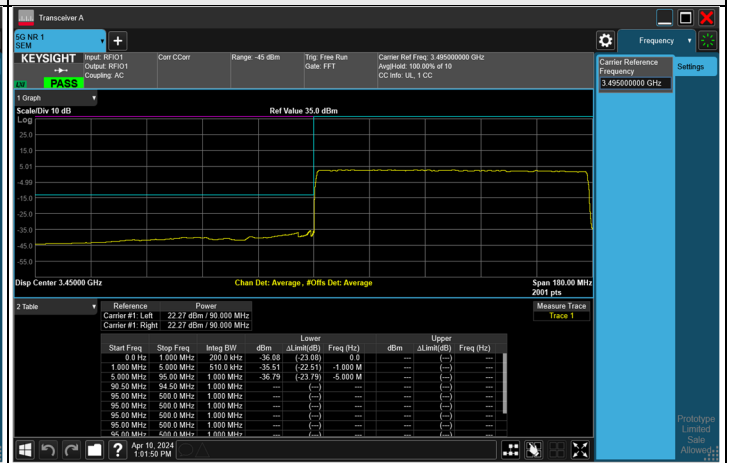 Transceiver A
5G NR 1
SEM
+
Frequency
KEYSIGHT
LW
PASS
Input: RFIO1
Output: RFIO1
Coupling: AC
Corr CCorr
Range: -45 dBm
Trig: Free Run
Gate: FFT
Carrier Ref Freq: 3.495000000 GHz
Avg|Hold: 100.00% of 10
CC Info: UL, 1 CC
Carrier Reference
Frequency
3.495000000 GHz
Settings
1 Graph
Scale/Div 10 dB
Ref Value 35.0 dBm
Log
25.0
15.0
5.01
-4.99
-15.0
-25.0
-35.0
-45.0
-55.0
Disp Center 3.45000 GHz
Chan Det: Average, #Offs Det: Average
Span 180.00 MHz
2001 pts
2 Table
Reference Power
Carrier #1: Left 22.27 dBm / 90.000 MHz
Carrier #1: Right 22.27 dBm / 90.000 MHz
Measure Trace
Trace 1
Lower Upper
Start Freq Stop Freq Integ BW dBm ΔLimit(dB) Freq (Hz) dBm ΔLimit(dB) Freq (Hz)
0.0 Hz 1.000 MHz 200.0 kHz -36.08 (-23.08) 0.0 --- (---) ---
1.000 MHz 5.000 MHz 510.0 kHz -35.51 (-22.51) -1.000 M --- (---) ---
5.000 MHz 95.00 MHz 1.000 MHz -36.79 (-23.79) -5.000 M --- (---) ---
90.50 MHz 94.50 MHz 1.000 MHz --- (---) --- --- (---) ---
95.00 MHz 500.0 MHz 1.000 MHz --- (---) --- --- (---) ---
95.00 MHz 500.0 MHz 1.000 MHz --- (---) --- --- (---) ---
95.00 MHz 500.0 MHz 1.000 MHz --- (---) --- --- (---) ---
95.00 MHz 500.0 MHz 1.000 MHz --- (---) --- --- (---) ---
95.00 MHz 500.0 MHz 1.000 MHz --- (---) --- --- (---) ---
?
Apr 10, 2024
1:01:50 PM
Prototype
Limited
Sale
Allowed